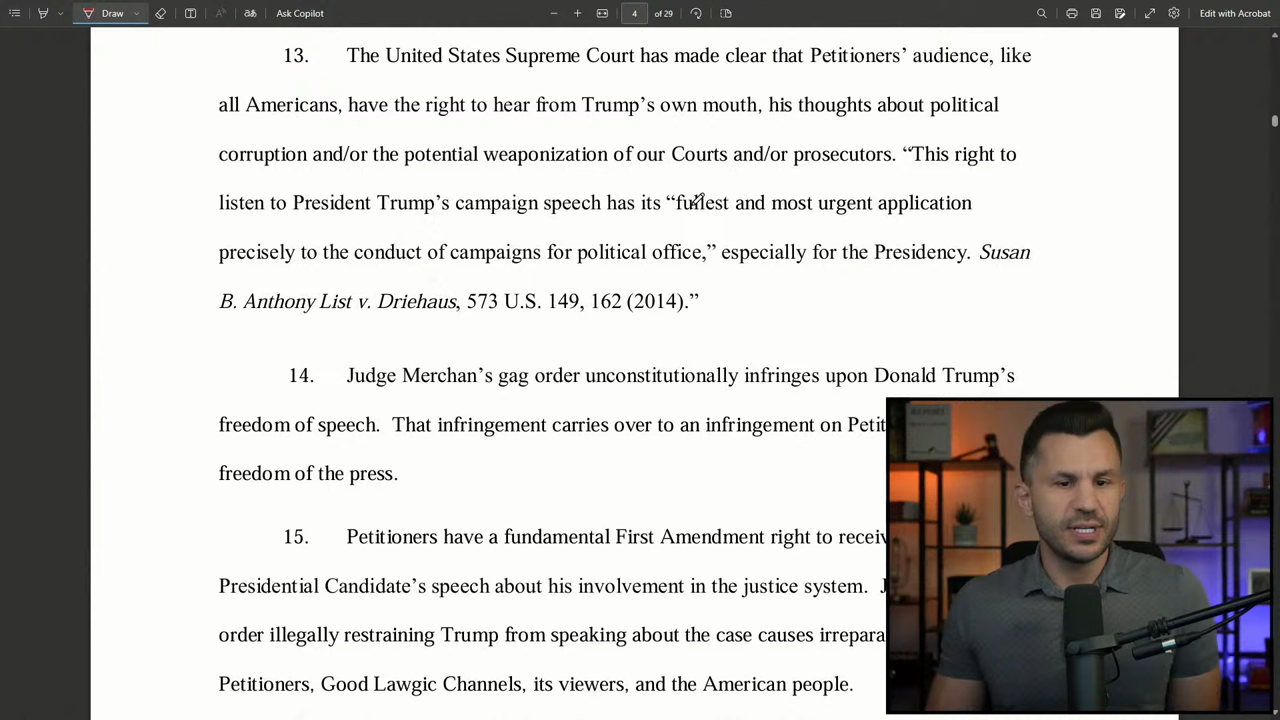 Draw
Ask Copilot
4 of 29
Edit with Acrobat
13. The United States Supreme Court has made clear that Petitioners’ audience, like
all Americans, have the right to hear from Trump’s own mouth, his thoughts about political
corruption and/or the potential weaponization of our Courts and/or prosecutors. “This right to
listen to President Trump’s campaign speech has its “fullest and most urgent application
precisely to the conduct of campaigns for political office,” especially for the Presidency. Susan
B. Anthony List v. Driehaus, 573 U.S. 149, 162 (2014).”
14. Judge Merchan’s gag order unconstitutionally infringes upon Donald Trump’s
freedom of speech. That infringement carries over to an infringement on Petit
freedom of the press.
15. Petitioners have a fundamental First Amendment right to receiv
Presidential Candidate’s speech about his involvement in the justice system. J
order illegally restraining Trump from speaking about the case causes irrepara
Petitioners, Good Lawgic Channels, its viewers, and the American people.